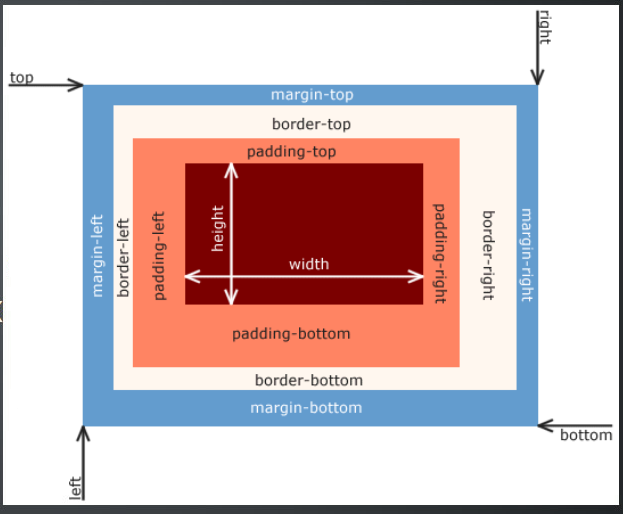 right
top
margin-top
border-top
padding-top
margin-left
border-left
padding-left
height
width
padding-right
border-right
margin-right
padding-bottom
border-bottom
margin-bottom
bottom
left